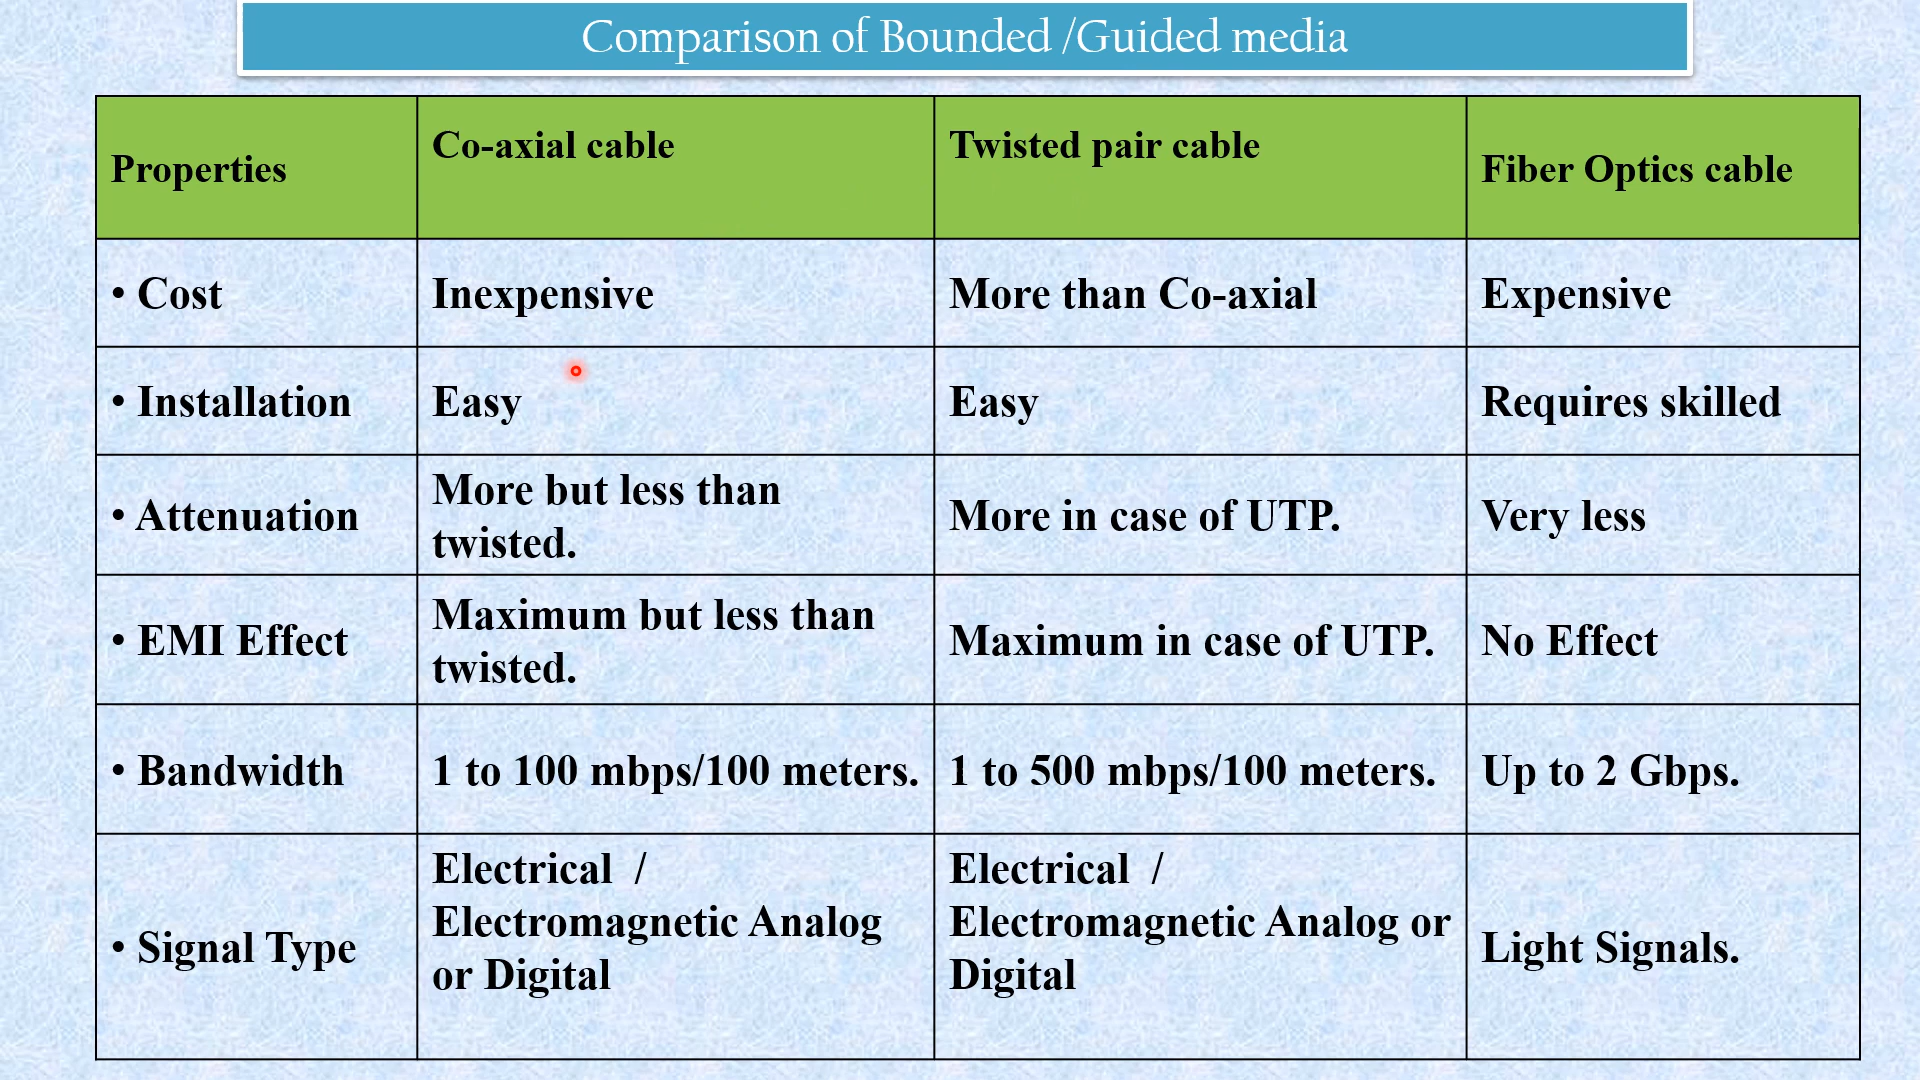 Comparison of Bounded /Guided media
Properties
Co-axial cable
Twisted pair cable
Fiber Optics cable
• Cost
Inexpensive
More than Co-axial
Expensive
• Installation
Easy
Easy
Requires skilled
• Attenuation
More but less than
twisted.
More in case of UTP.
Very less
• EMI Effect
Maximum but less than
twisted.
Maximum in case of UTP.
No Effect
• Bandwidth
1 to 100 mbps/100 meters.
1 to 500 mbps/100 meters.
Up to 2 Gbps.
• Signal Type
Electrical  /
Electromagnetic Analog
or Digital
Electrical  /
Electromagnetic Analog or
Digital
Light Signals.